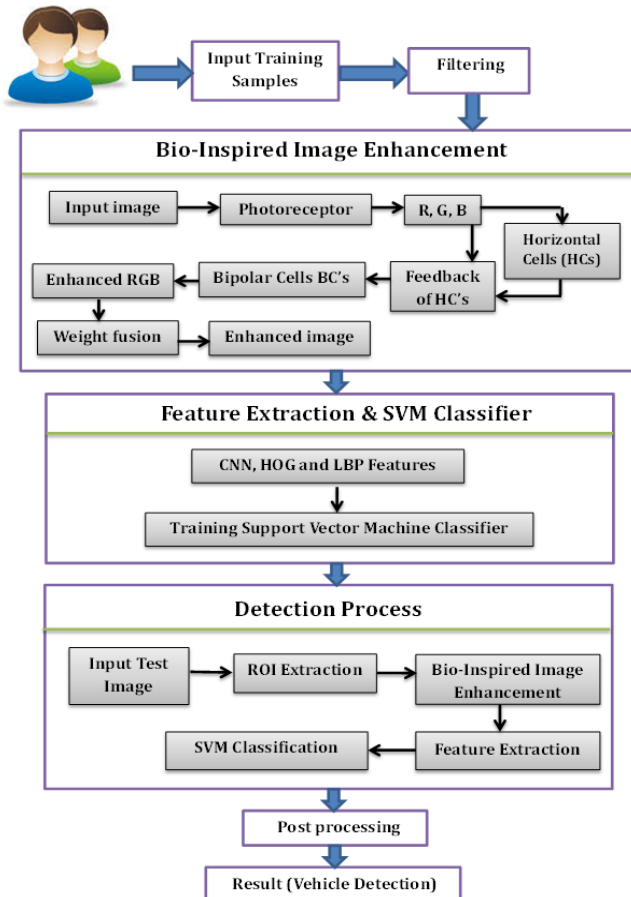 Input Training
Samples
Filtering
Bio-Inspired Image Enhancement
Input image
Photoreceptor
R, G, B
Horizontal
Cells (HCs)
Enhanced RGB
Bipolar Cells BC's
Feedback
of HC's
Weight fusion
Enhanced image
Feature Extraction & SVM Classifier
CNN, HOG and LBP Features
Training Support Vector Machine Classifier
Detection Process
Input Test
Image
ROI Extraction
Bio-Inspired Image
Enhancement
SVM Classification
Feature Extraction
Post processing
Result (Vehicle Detection)